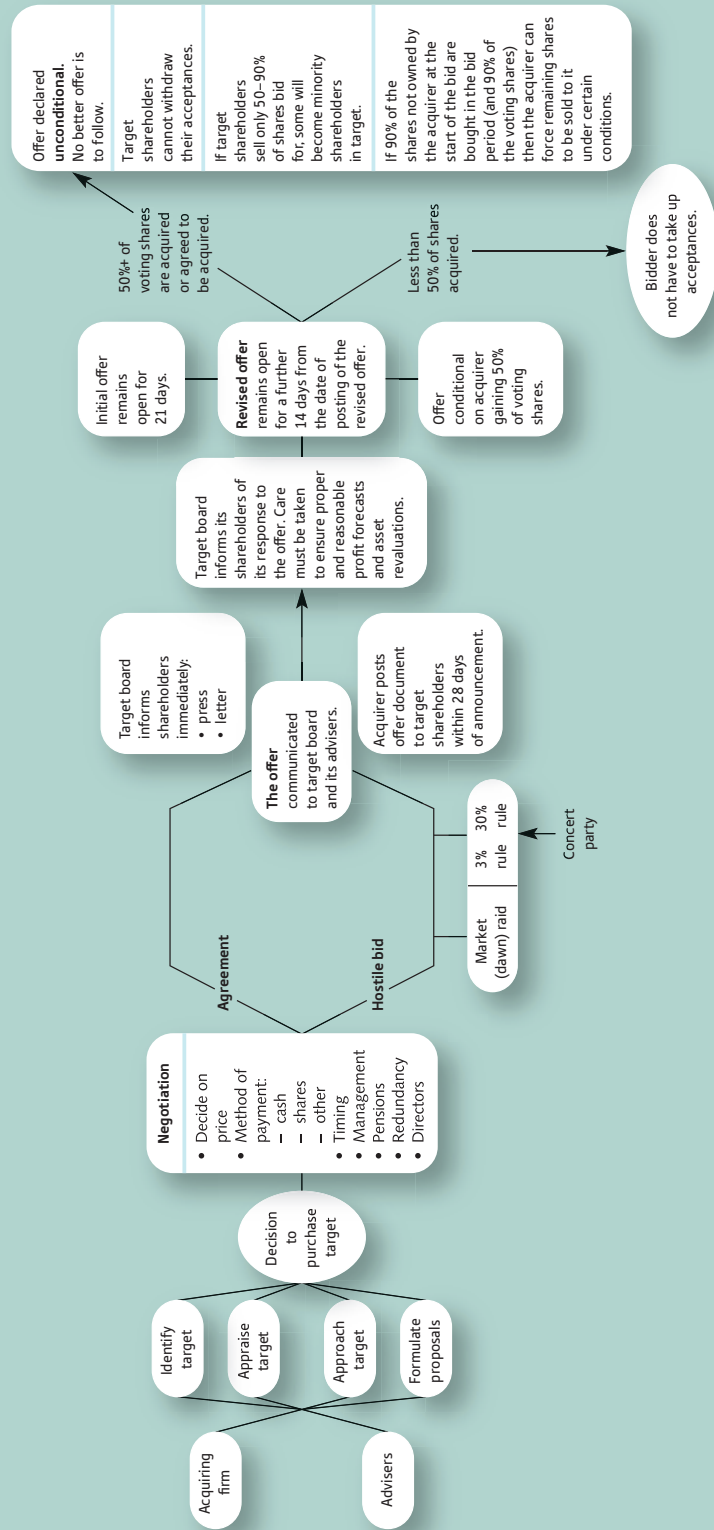 Acquiring
firm
Advisers
Identify
target
Appraise
target
Approach
target
Formulate
proposals
Decision
to
purchase
target
Negotiation
• Decide on
price
• Method of
payment:
– cash
– shares
– other
• Timing
• Management
• Pensions
• Redundancy
• Directors
Agreement
Hostile bid
Market
(dawn) raid
3%
rule
30%
rule
Concert
party
Target board
informs
shareholders
immediately:
• press
• letter
The offer
communicated
to target board
and its advisers.
Acquirer posts
offer document
to target
shareholders
within 28 days
of announcement.
Target board
informs its
shareholders of
its response to
the offer. Care
must be taken
to ensure proper
and reasonable
profit forecasts
and asset
revaluations.
Initial offer
remains
open for
21 days.
Revised offer
remains open
for a further
14 days from
the date of
posting of the
revised offer.
Offer
conditional
on acquirer
gaining 50%
of voting
shares.
50%+ of
voting shares
are acquired
or agreed to
be acquired.
Less than
50% of shares
acquired.
Offer declared
unconditional.
No better offer is
to follow.
Target
shareholders
cannot withdraw
their acceptances.
If target
shareholders
sell only 50–90%
of shares bid
for, some will
become minority
shareholders
in target.
If 90% of the
shares not owned by
the acquirer at the
start of the bid are
bought in the bid
period (and 90% of
the voting shares)
then the acquirer can
force remaining shares
to be sold to it
under certain
conditions.
Bidder does
not have to take up
acceptances.